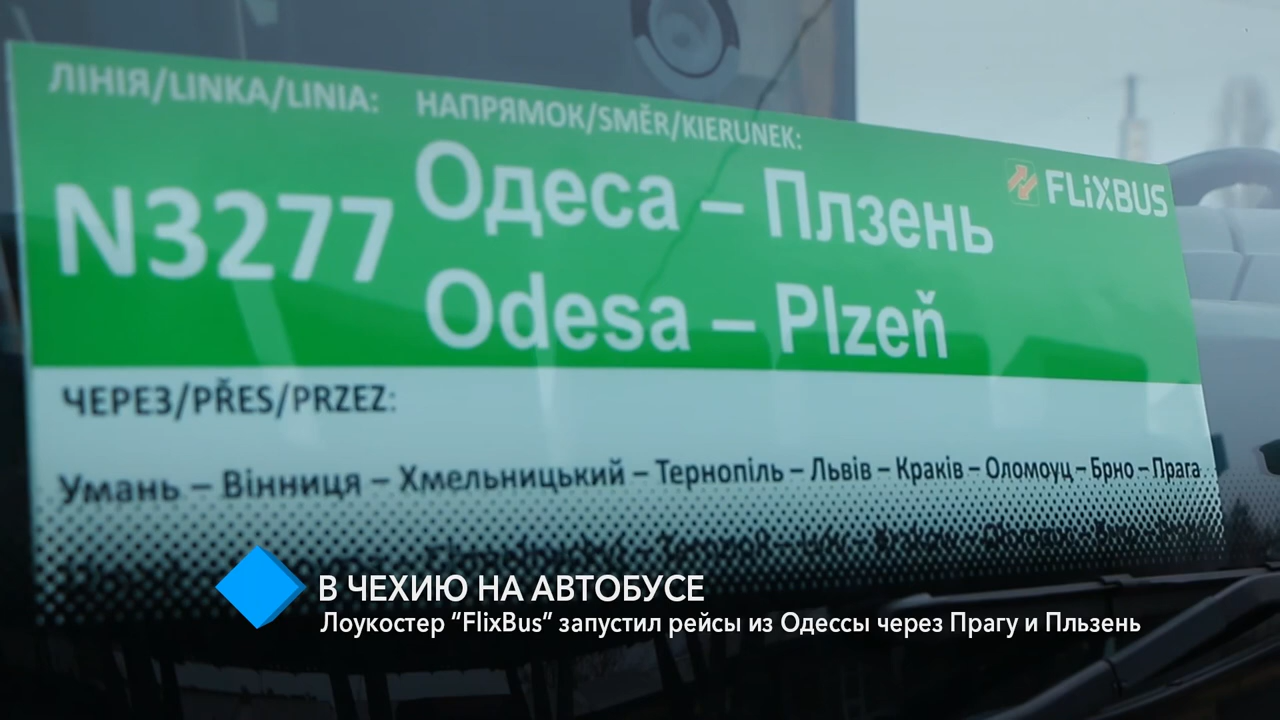 ЛІНІЯ/LINKA/LINIA: НАПРЯМОК/SMĚR/KIERUNEK:
N3277 Одеса – Плзень
Odesa – Plzeň
FLiXBUS
ЧЕРЕЗ/PŘES/PRZEZ:
Умань – Вінниця – Хмельницький – Тернопіль – Львів – Краків – Оломоуц – Брно – Прага
В ЧЕХИЮ НА АВТОБУСЕ
Лоукостер “FlixBus” запустил рейсы из Одессы через Прагу и Пльзень